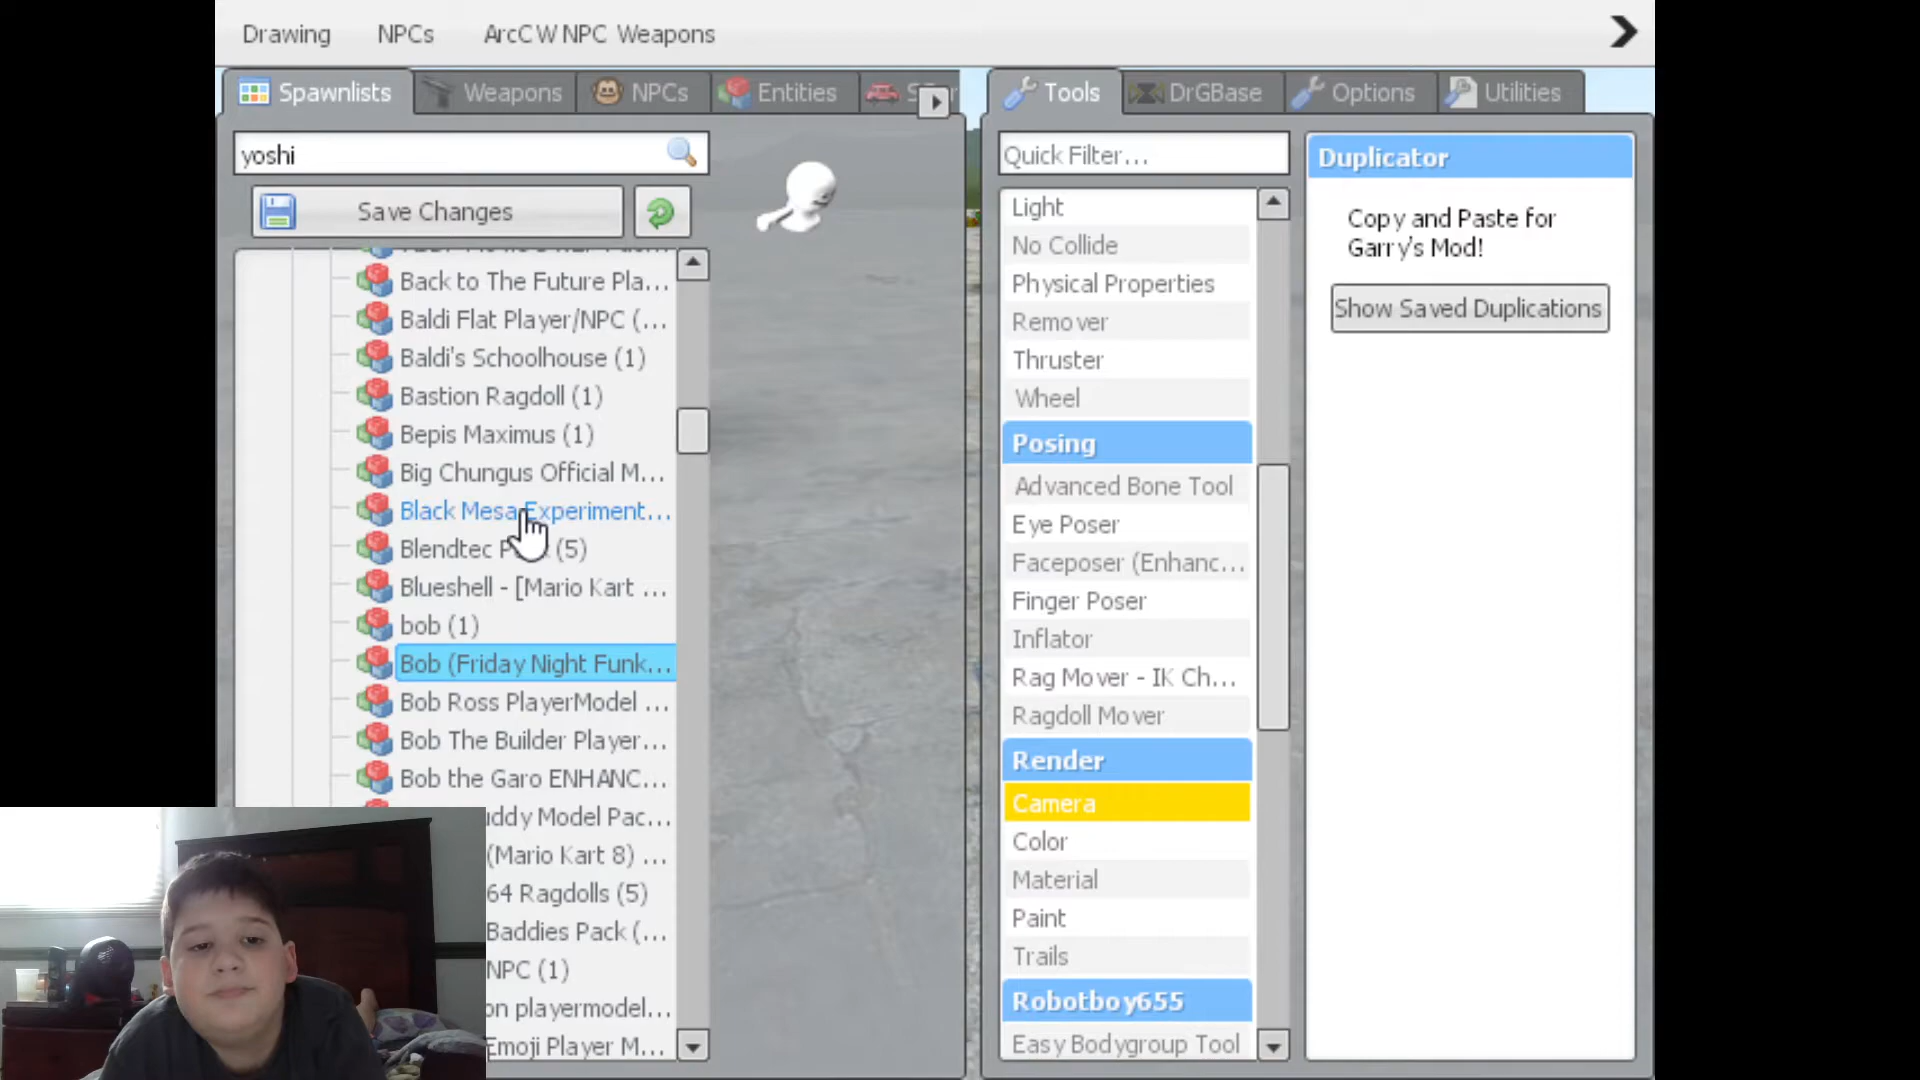 Drawing NPCs ArcCW NPC Weapons
Spawnlists Weapons NPCs Entities
Tools DrGBase Options Utilities
yoshi
Save Changes
Back to The Future Pla...
Baldi Flat Player/NPC (...
Baldi's Schoolhouse (1)
Bastion Ragdoll (1)
Bepis Maximus (1)
Big Chungus Official M...
Black Mesa Experiment...
Blendtec (5)
Blueshell - [Mario Kart ...
bob (1)
Bob (Friday Night Funk...
Bob Ross PlayerModel ...
Bob The Builder Player...
Bob the Garo ENHANC...
uddy Model Pac...
(Mario Kart 8) ...
64 Ragdolls (5)
Baddies Pack (...
NPC (1)
on playermodel...
Emoji Player M...
Quick Filter...
Light
No Collide
Physical Properties
Remover
Thruster
Wheel
Posing
Advanced Bone Tool
Eye Poser
Faceposer (Enhanc...
Finger Poser
Inflator
Rag Mover - IK Ch...
Ragdoll Mover
Render
Camera
Color
Material
Paint
Trails
Robotboy655
Easy Bodygroup Tool
Duplicator
Copy and Paste for
Garry's Mod!
Show Saved Duplications